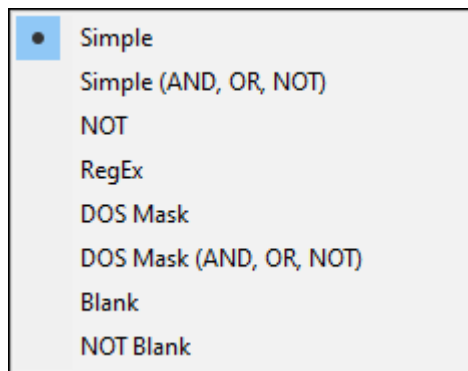 Simple
Simple (AND, OR, NOT)
NOT
RegEx
DOS Mask
DOS Mask (AND, OR, NOT)
Blank
NOT Blank